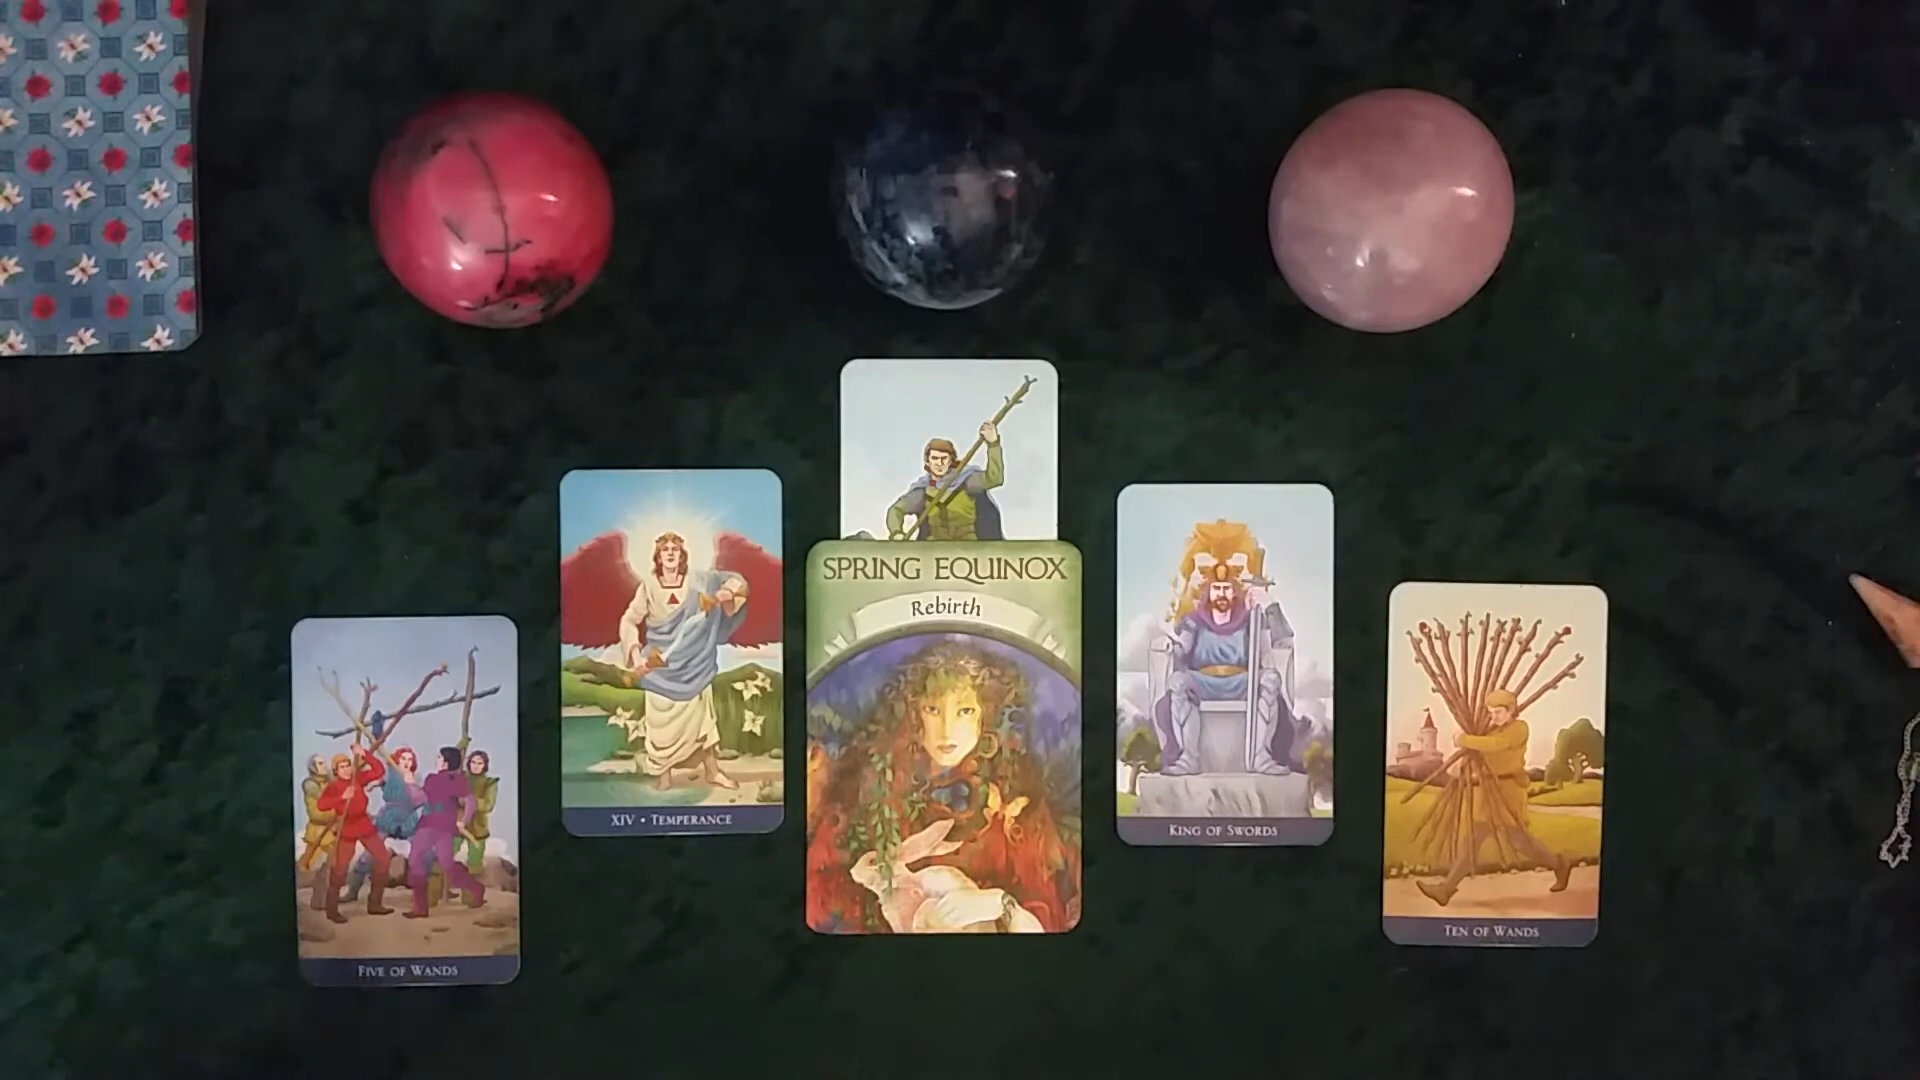 SPRING EQUINOX
Rebirth
XIV • TEMPERANCE
KING OF SWORDS
TEN OF WANDS
FIVE OF WANDS